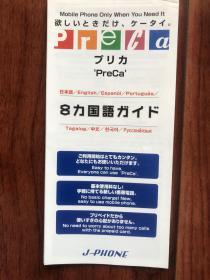 Mobile Phone Only When You Need It
欲しいときだけ、ケータイ。
PreCa
プリカ
'PreCa'
日本語/English/Español/Português/
8カ国語ガイド
Tagalog/中文/한국어/Русский язык
ご利用開始はとてもカンタン。
どなたにもお使いいただけます。
Easy to have.
Everyone can use 'PreCa'.
基本使用料なし!
手軽に持てる新しい携帯電話。
No basic charge! New,
easy to use mobile phone.
プリペイドだから
使いすぎの心配がありません。
No need to worry about too many calls
with the prepaid card.
J-PHONE